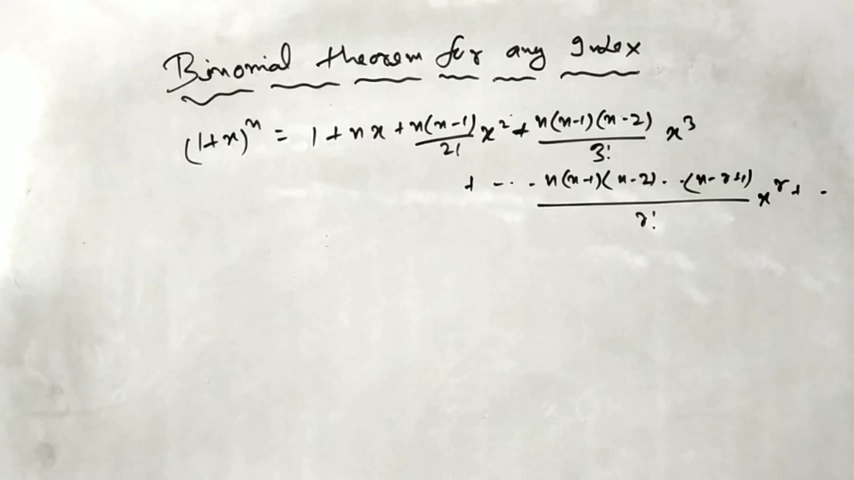 Binomial theorem for any Index
(1+x)^n = 1 + nx + n(n-1)/2! x^2 + n(n-1)(n-2)/3! x^3
+ --- n(n-1)(n-2)..(n-r+1)/r! x^r + .